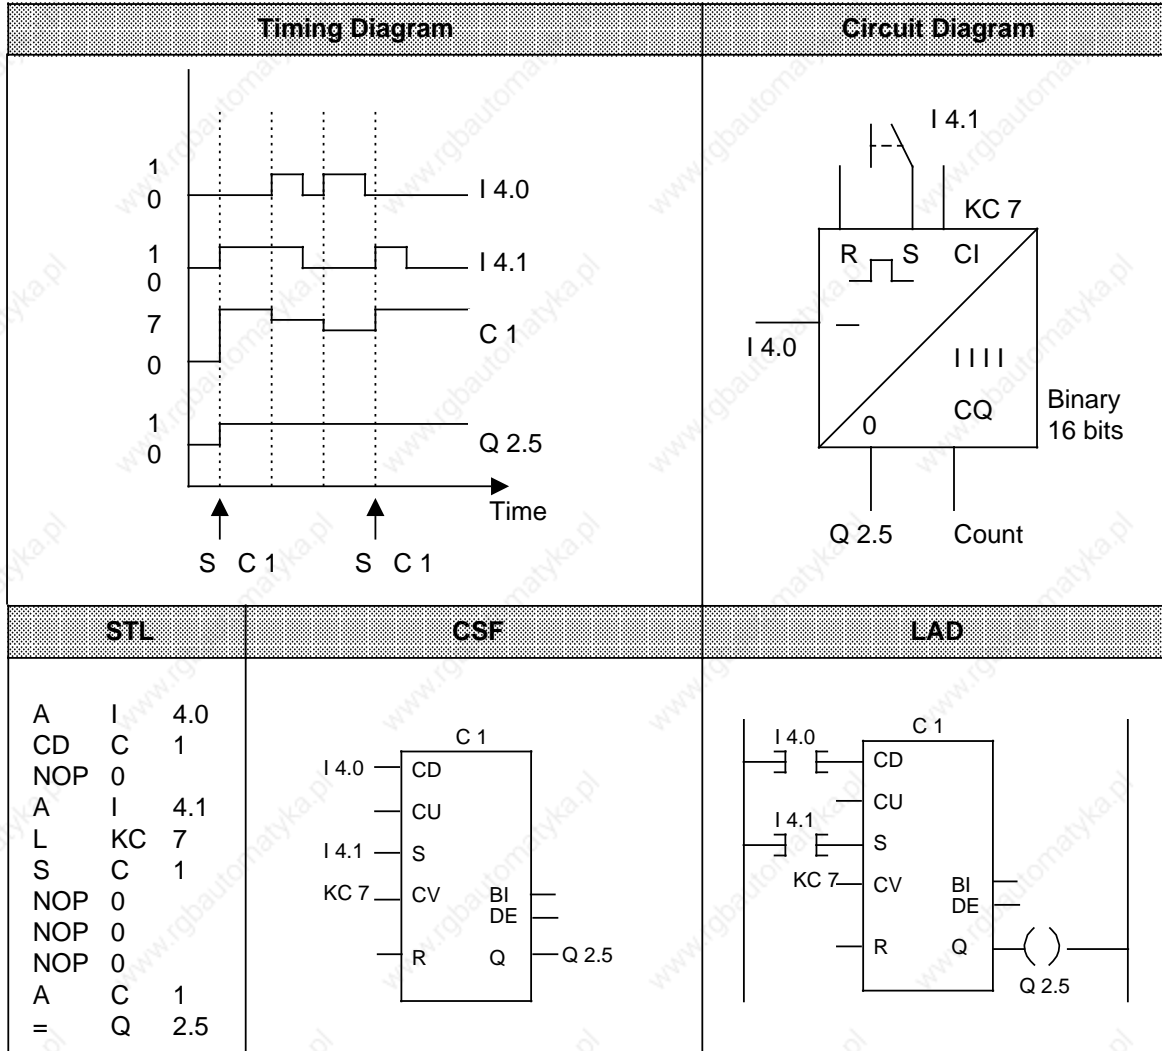 Timing Diagram
Circuit Diagram
1
0
I 4.0
1
0
I 4.1
7
0
C 1
1
0
Q 2.5
Time
S C 1
S C 1
I 4.1
KC 7
R S CI
I 4.0
I I I I
CQ
0
Binary
16 bits
Q 2.5
Count
STL
CSF
LAD
A I 4.0
CD C 1
NOP 0
A I 4.1
L KC 7
S C 1
NOP 0
NOP 0
NOP 0
A C 1
= Q 2.5
C 1
I 4.0 CD
CU
I 4.1 S
KC 7 CV BI
DE
R Q Q 2.5
C 1
I 4.0
CD
CU
I 4.1
S
KC 7 CV BI
DE
R Q
Q 2.5
www.rgbautomatyka.pl